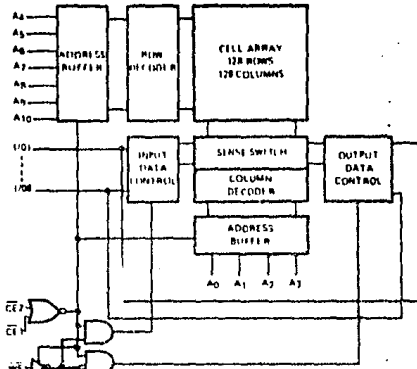 A4
A5
A6
A7
A8
A9
A10
ADDRESS
BUFFER
ROW
DECODER
CELL ARRAY
128 ROWS
128 COLUMNS
I/O1
I/O8
INPUT
DATA
CONTROL
SENSE SWITCH
COLUMN
DECODER
OUTPUT
DATA
CONTROL
ADDRESS
BUFFER
A0 A1 A2 A3
CE2
CE1